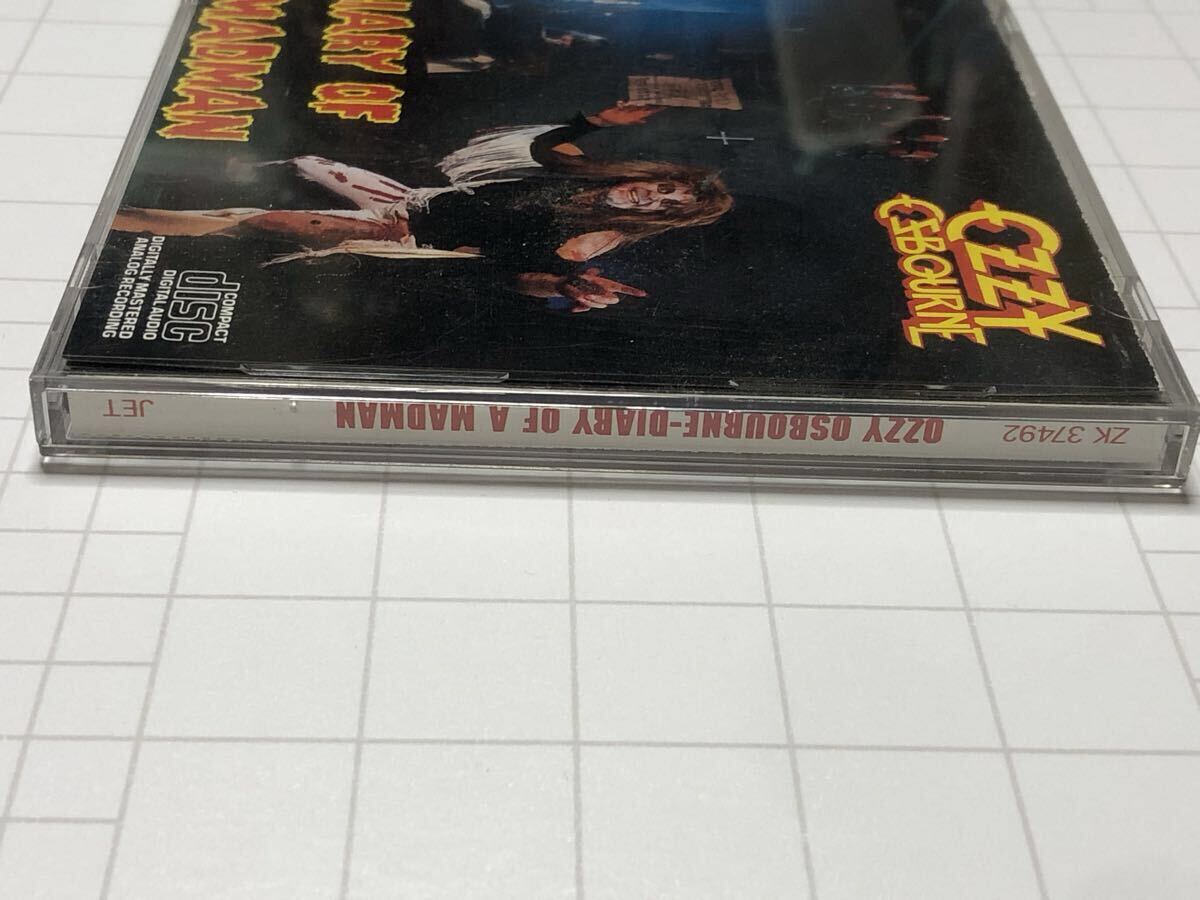 OZZY
OSBOURNE
DIARY OF
MADMAN
COMPACT
disc
DIGITAL AUDIO
DIGITALLY MASTERED
ANALOG RECORDING
ZK 37492
OZZY OSBOURNE-DIARY OF A MADMAN
JET